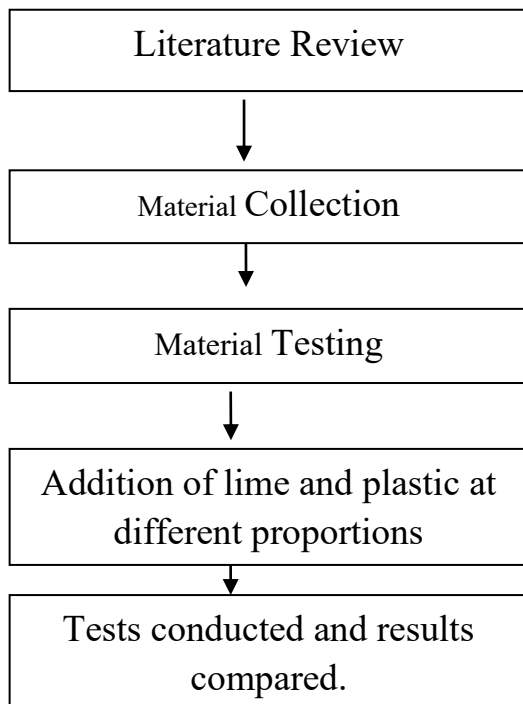 Literature Review
Material Collection
Material Testing
Addition of lime and plastic at
different proportions
Tests conducted and results
compared.